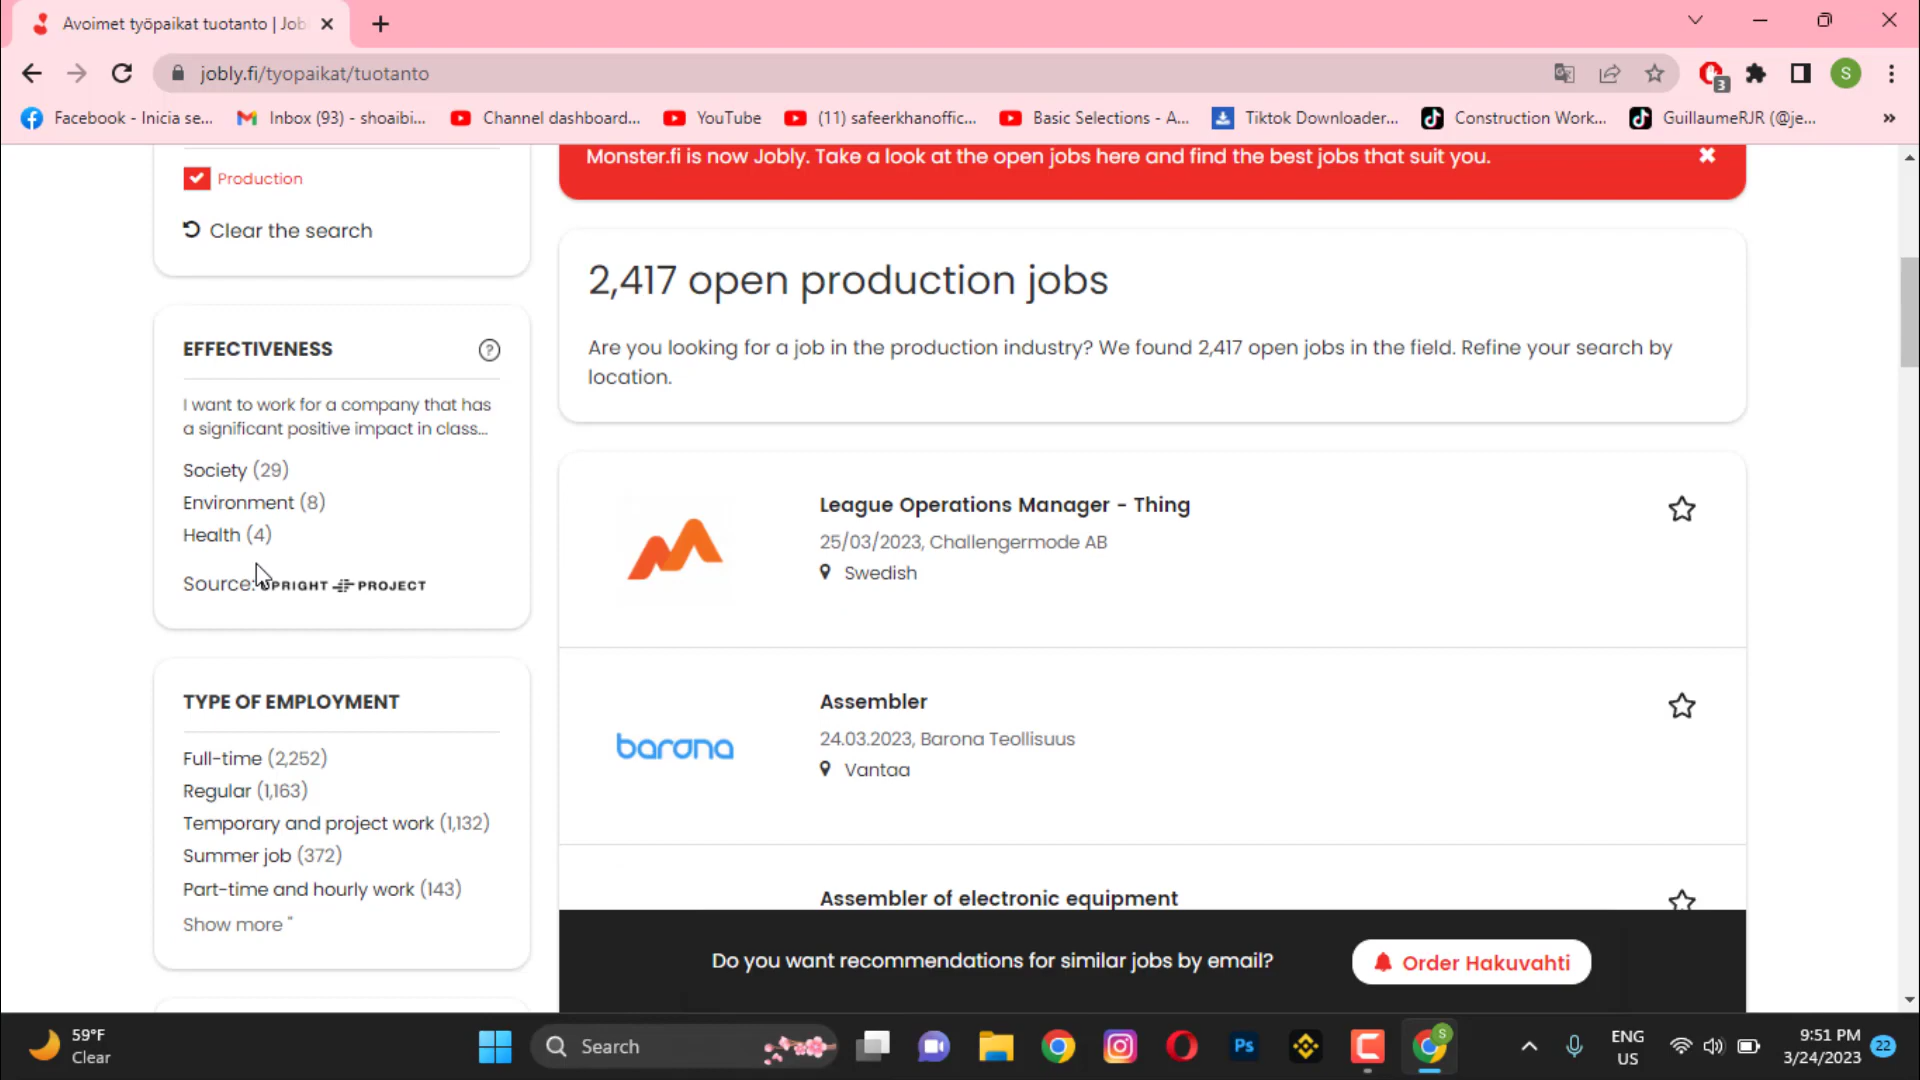 Avoimet työpaikat tuotanto | Job
jobly.fi/tyopaikat/tuotanto
3
S
Facebook - Inicia se...
Inbox (93) - shoaibi...
Channel dashboard...
YouTube
(11) safeerkhanoffic...
Basic Selections - A...
Tiktok Downloader...
Construction Work...
GuillaumeRJR (@je...
»
Production
Clear the search
EFFECTIVENESS
?
I want to work for a company that has
a significant positive impact in class...
Society (29)
Environment (8)
Health (4)
Source: UPRIGHT PROJECT
TYPE OF EMPLOYMENT
Full-time (2,252)
Regular (1,163)
Temporary and project work (1,132)
Summer job (372)
Part-time and hourly work (143)
Show more "
Monster.fi is now Jobly. Take a look at the open jobs here and find the best jobs that suit you.
2,417 open production jobs
Are you looking for a job in the production industry? We found 2,417 open jobs in the field. Refine your search by
location.
League Operations Manager - Thing
25/03/2023, Challengermode AB
Swedish
barona
Assembler
24.03.2023, Barona Teollisuus
Vantaa
Assembler of electronic equipment
Do you want recommendations for similar jobs by email?
Order Hakuvahti
59°F
Clear
Search
Ps
S
ENG
US
9:51 PM
3/24/2023
22